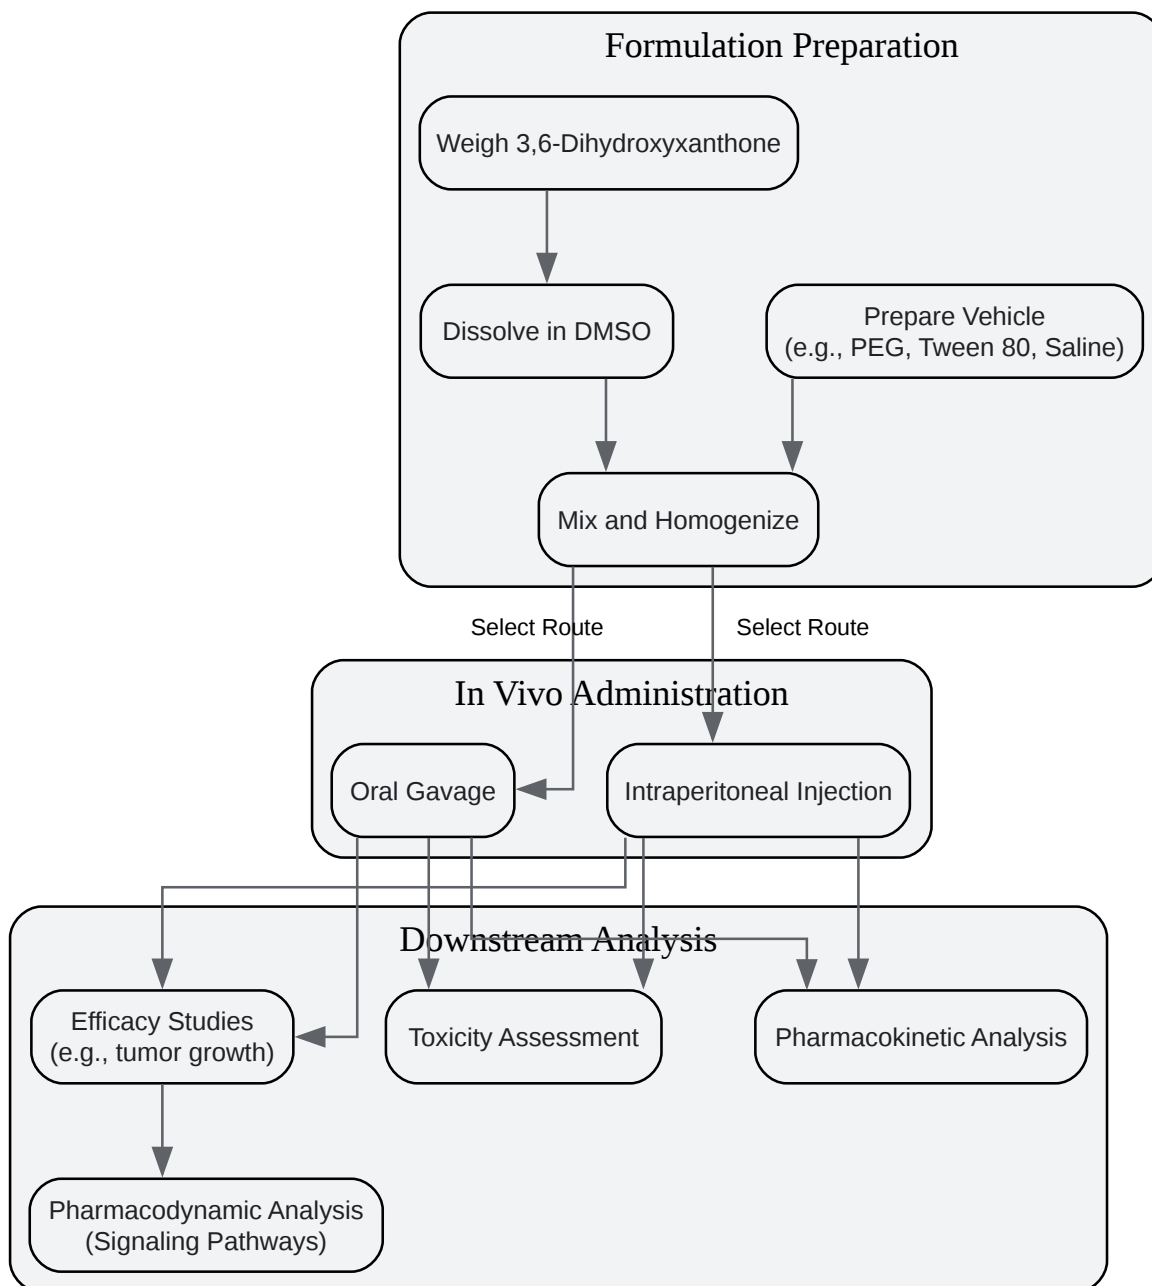 Formulation Preparation
Weigh 3,6-Dihydroxyxanthone
Dissolve in DMSO
Prepare Vehicle
(e.g., PEG, Tween 80, Saline)
Mix and Homogenize
Select Route
Select Route
In Vivo Administration
Oral Gavage
Intraperitoneal Injection
Downstream Analysis
Efficacy Studies
(e.g., tumor growth)
Toxicity Assessment
Pharmacokinetic Analysis
Pharmacodynamic Analysis
(Signaling Pathways)